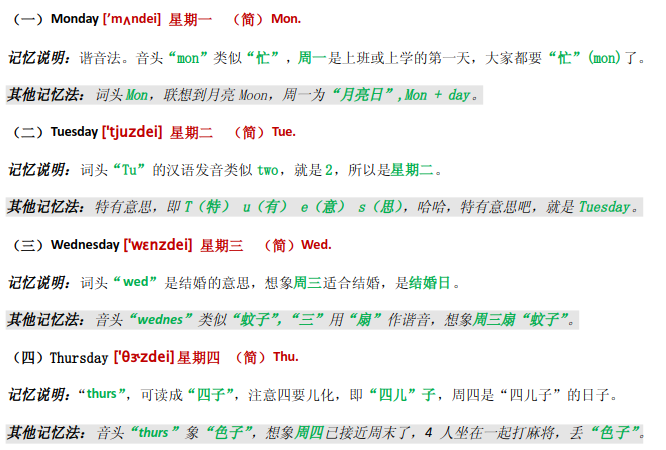 （一）Monday [’mʌndei] 星期一 （简）Mon.
记忆说明：谐音法。音头“mon”类似“忙”，周一是上班或上学的第一天，大家都要“忙”(mon)了。
其他记忆法：词头Mon，联想到月亮 Moon，周一为“月亮日”,Mon + day。
（二）Tuesday ['tjuzdei] 星期二 （简）Tue.
记忆说明：词头“Tu”的汉语发音类似 two，就是 2，所以是星期二。
其他记忆法：特有意思，即 T（特） u（有） e（意） s（思），哈哈，特有意思吧，就是 Tuesday。
（三）Wednesday ['wɛnzdei] 星期三 （简）Wed.
记忆说明：词头“wed”是结婚的意思，想象周三适合结婚，是结婚日。
其他记忆法：音头“wednes”类似“蚊子”，“三”用“扇”作谐音，想象周三扇“蚊子”。
（四）Thursday ['θɝzdei] 星期四 （简）Thu.
记忆说明：“thurs”，可读成“四子”，注意四要儿化，即“四儿”子，周四是“四儿子”的日子。
其他记忆法：音头“thurs”象“色子”，想象周四已接近周末了，4 人坐在一起打麻将，丢“色子”。